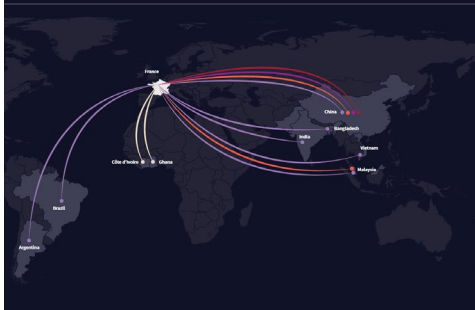 France
China
Bangladesh
India
Vietnam
Côte d'Ivoire
Ghana
Malaysia
Brazil
Argentina